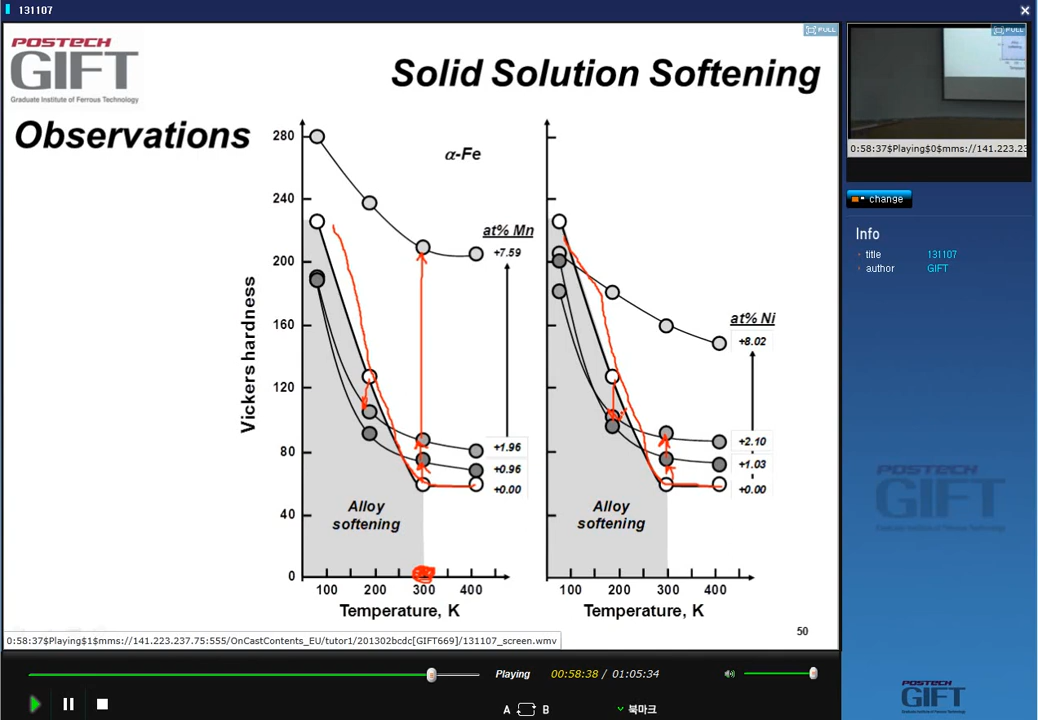 131107
POSTECH
GIFT
Graduate Institute of Ferrous Technology
Solid Solution Softening
Observations
FULL
FULL
α-Fe
Vickers hardness
280
240
200
160
120
80
40
0
at% Mn
+7.59
+1.96
+0.96
+0.00
Alloy
softening
100 200 300 400
Temperature, K
at% Ni
+8.02
+2.10
+1.03
+0.00
Alloy
softening
100 200 300 400
Temperature, K
50
0:58:37$Playing$1$mms://141.223.237.75:555/OnCastContents_EU/tutor1/201302bcdc[GIFT669]/131107_screen.wmv
0:58:37$Playing$0$mms://141.223.23
change
Info
title 131107
author GIFT
POSTECH
GIFT
Playing 00:58:38 / 01:05:34
A B 북마크
POSTECH
GIFT